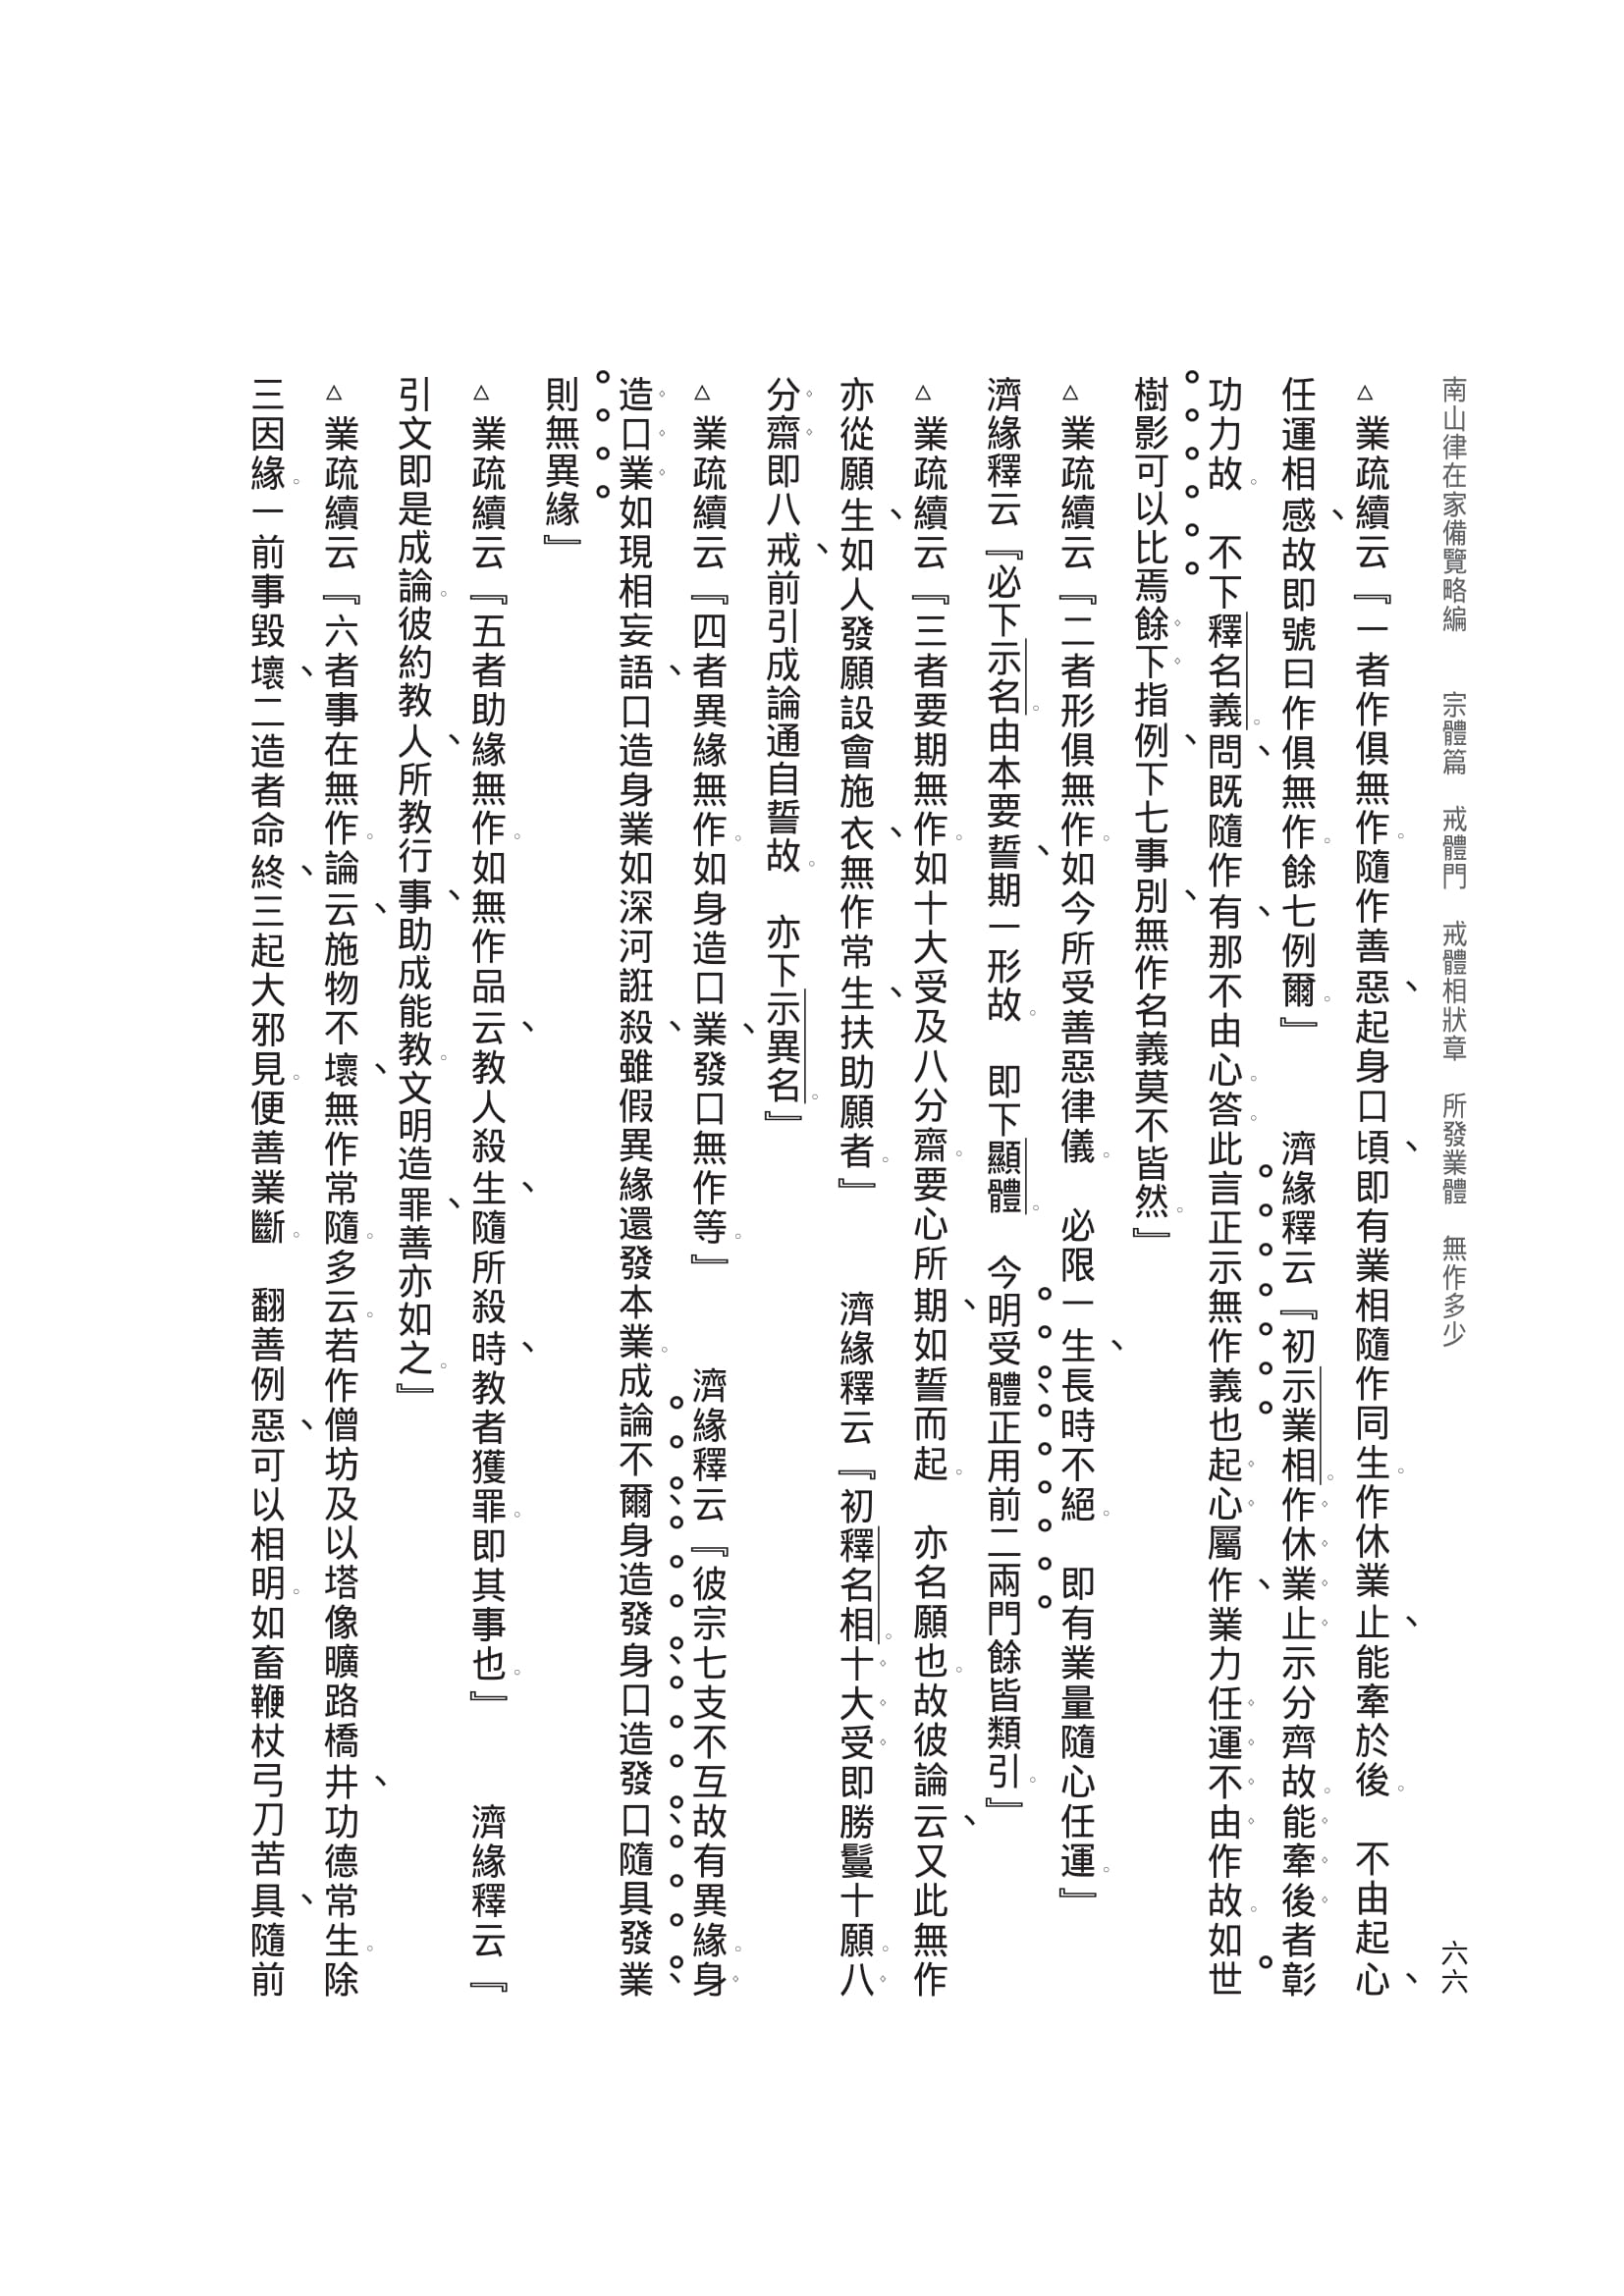 南山律在家備覽略編　　宗體篇　戒體門　戒體相狀章　所發業體　無作多少　六六
△業疏續云『一者作俱無作。隨作善惡、起身口頃、即有業相隨作同生。作休業止、能牽於後。　不由起心、
任運相感、故即號曰作俱無作。餘七例爾。』　　濟緣釋云『初示業相。作休業止示分齊故。能牽後者彰
功力故。　不下釋名義。問、既隨作有、那不由心。答。此言正示無作義也起心屬作、業力任運不由作故。如世
樹影可以比焉餘下指例、下七事別、無作名義莫不皆然。』
△業疏續云『二者形俱無作。如今所受善惡律儀。　必限一生、長時不絕。　即有業量隨心任運。』
濟緣釋云『必下示名。由本要誓、期一形故。　即下顯體。　今明受體正用前二兩門餘皆類引。』
△業疏續云『三者要期無作。如十大受及八分齋。要心所期、如誓而起。　亦名願也。故彼論云、又此無作
亦從願生、如人發願設會施衣、無作常生、扶助願者。』　　濟緣釋云『初釋名相。十大受即勝鬘十願。八
分齋即八戒、前引成論通自誓故。　亦下示異名。』
△業疏續云『四者異緣無作。如身造口業、發口無作等。』　　濟緣釋云『彼宗七支不互故有異緣。身
造口業如現相妄語、口造身業如深河誑殺、雖假異緣還發本業。成論不爾身造發身口造發口隨具發業
則無異緣』
△業疏續云『五者助緣無作。如無作品云、教人殺生、隨所殺時、教者獲罪。即其事也。』　　濟緣釋云『
引文即是成論。彼約教人、所教行事、助成能教。文明造罪、善亦如之。』
△業疏續云『六者事在無作。論云、施物不壞、無作常隨。多云。若作僧坊及以塔像曠路橋井、功德常生。除
三因緣。一前事毀壞、二造者命終、三起大邪見。便善業斷。　翻善例惡、可以相明。如畜鞭杖弓刀苦具、隨前